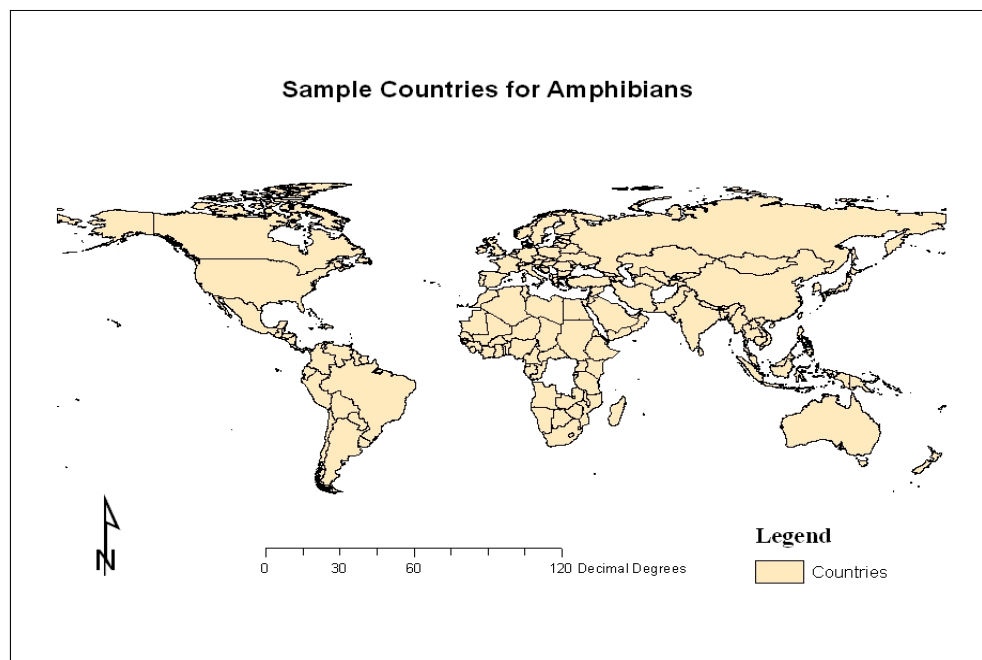 Sample Countries for Amphibians
N
0 30 60 120 Decimal Degrees
Legend
Countries